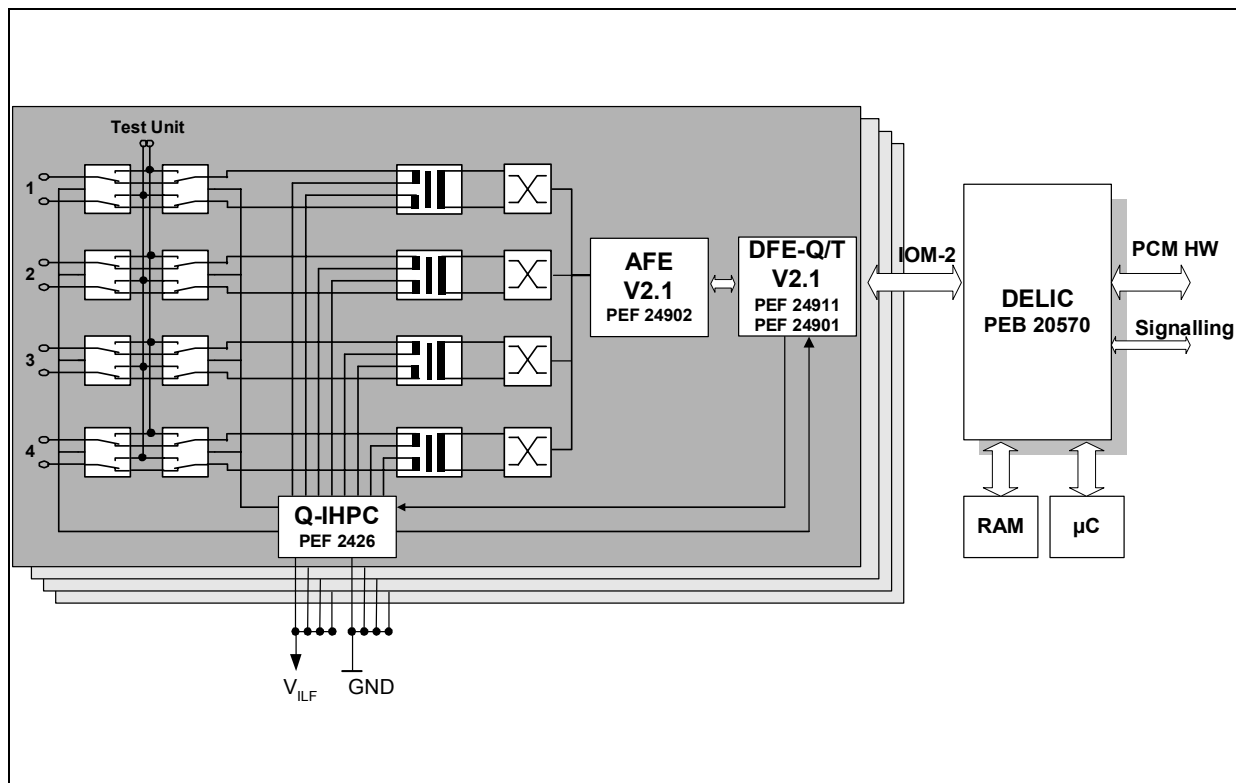 Test Unit
1
2
3
4
AFE
V2.1
PEF 24902
DFE-Q/T
V2.1
PEF 24911
PEF 24901
IOM-2
DELIC
PEB 20570
PCM HW
Signalling
RAM
µC
Q-IHPC
PEF 2426
VILF
GND